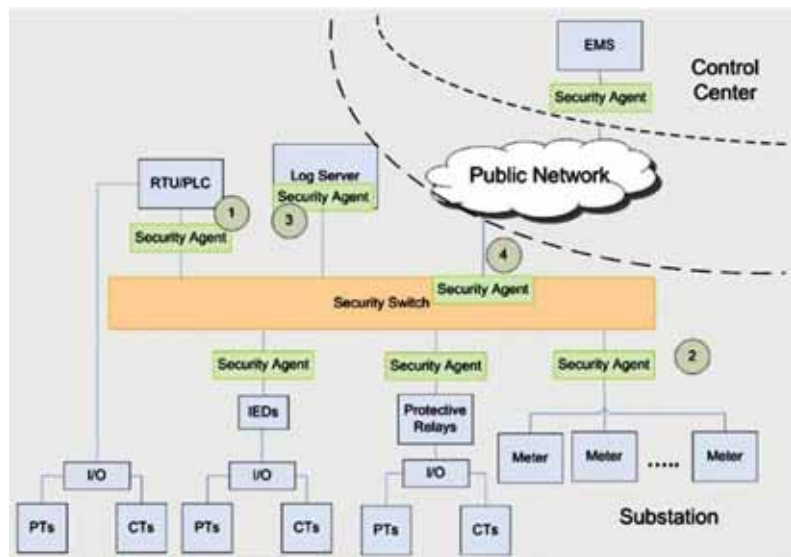 EMS
Control
Center
Security Agent
Public Network
RTU/PLC
Log Server
Security Agent
1
3
Security Agent
4
Security Agent
Security Switch
Security Agent
Security Agent
Security Agent
2
IEDs
Protective
Relays
Meter
Meter
.....
Meter
I/O
I/O
I/O
PTs
CTs
PTs
CTs
PTs
CTs
Substation